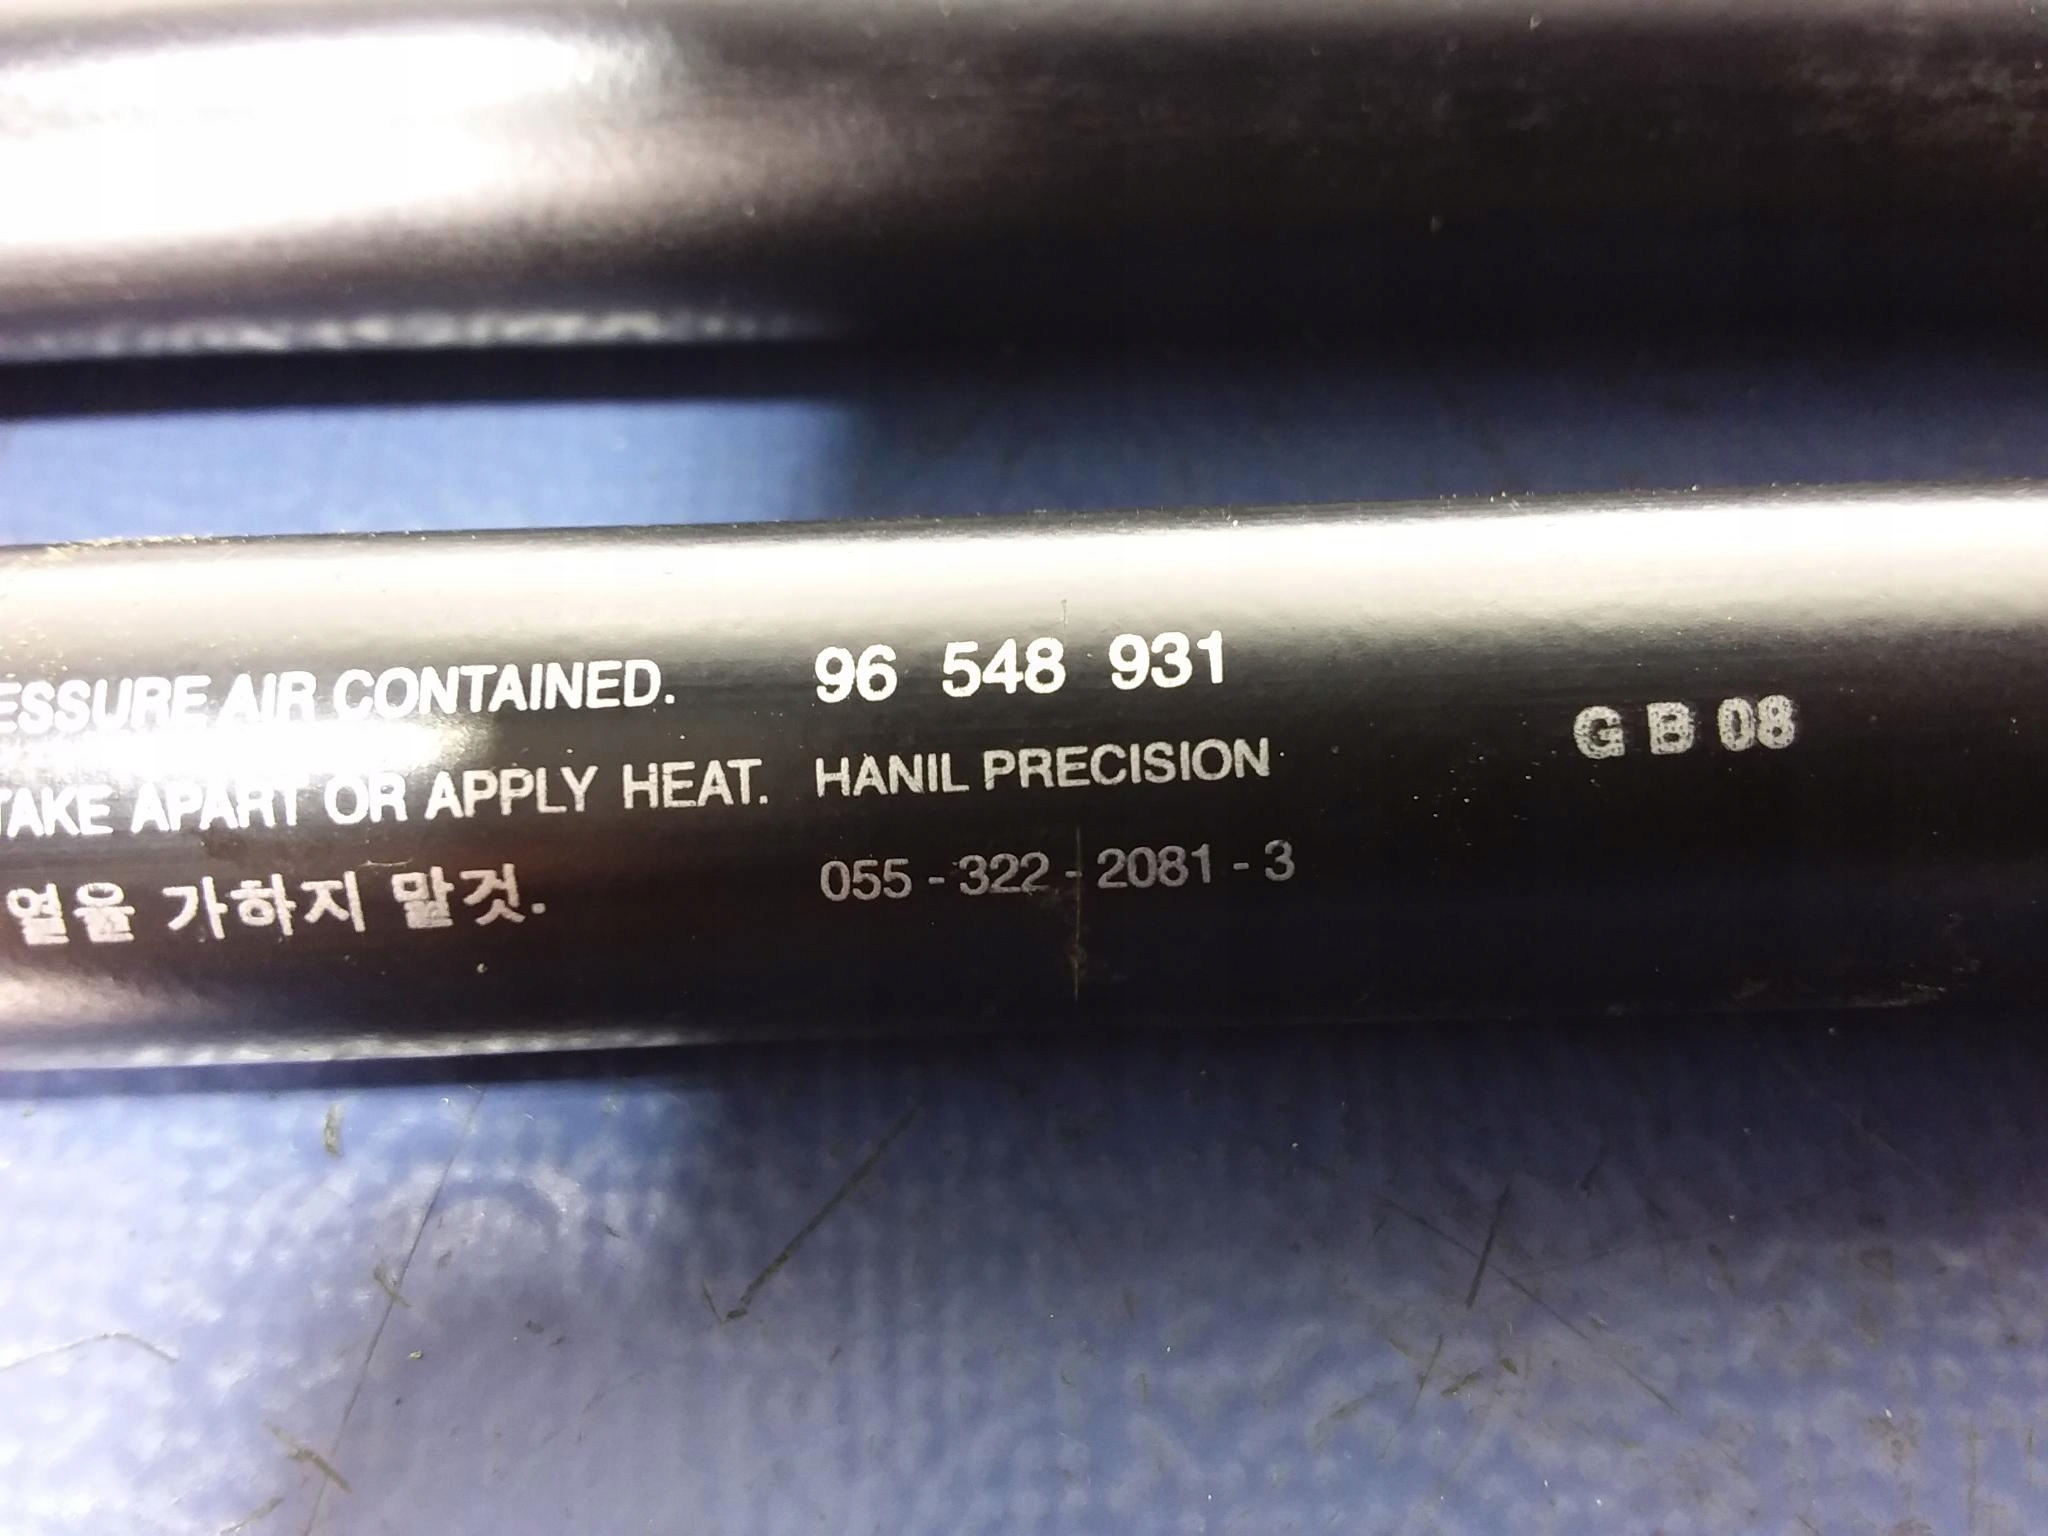 ESSURE AIR CONTAINED. 96 548 931
TAKE APART OR APPLY HEAT. HANIL PRECISION
G B 08
열을 가하지 말것. 055 - 322 - 2081 - 3